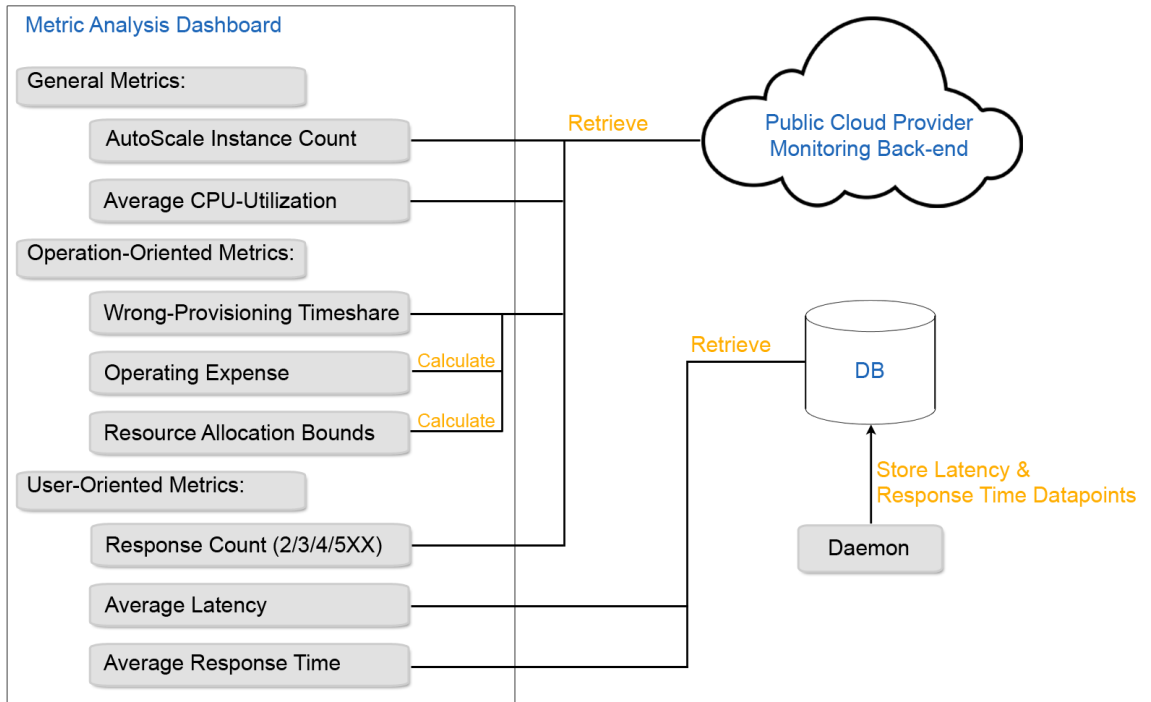 Metric Analysis Dashboard
General Metrics:
AutoScale Instance Count
Average CPU-Utilization
Operation-Oriented Metrics:
Wrong-Provisioning Timeshare
Operating Expense
Calculate
Resource Allocation Bounds
Calculate
User-Oriented Metrics:
Response Count (2/3/4/5XX)
Average Latency
Average Response Time
Retrieve
Public Cloud Provider
Monitoring Back-end
Retrieve
DB
Store Latency &
Response Time Datapoints
Daemon